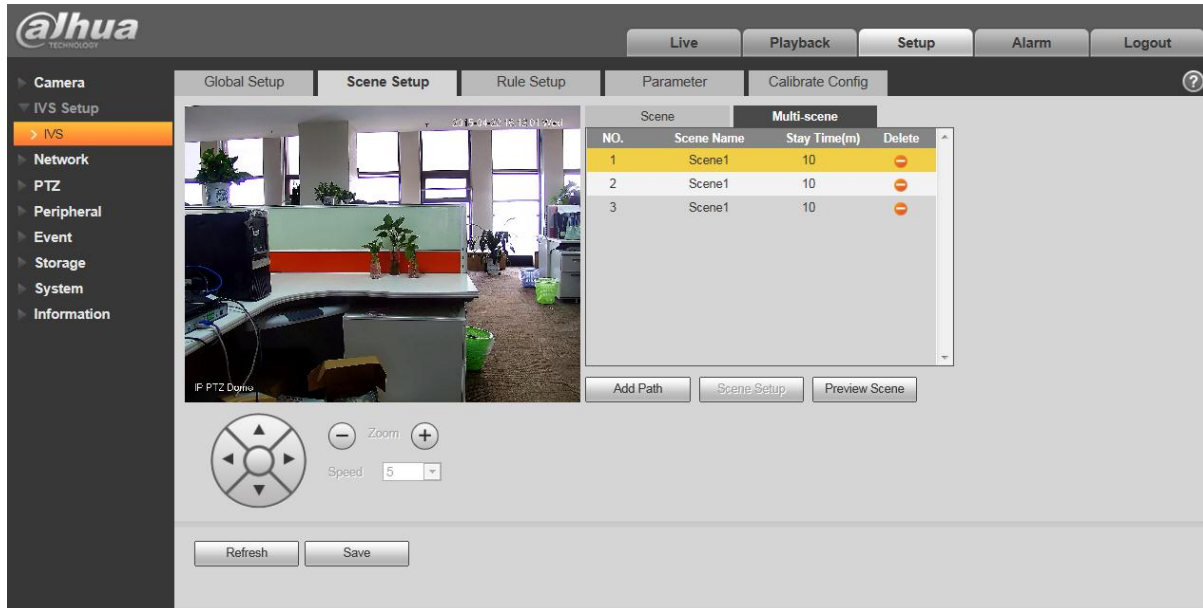 alhua
TECHNOLOGY
Live Playback Setup Alarm Logout
Camera
IVS Setup
IVS
Network
PTZ
Peripheral
Event
Storage
System
Information
Global Setup Scene Setup Rule Setup Parameter Calibrate Config ?
IP PTZ Dome
Scene Multi-scene
NO. Scene Name Stay Time(m) Delete
1 Scene1 10
2 Scene1 10
3 Scene1 10
Add Path Scene Setup Preview Scene
Zoom
Speed 5
Refresh Save